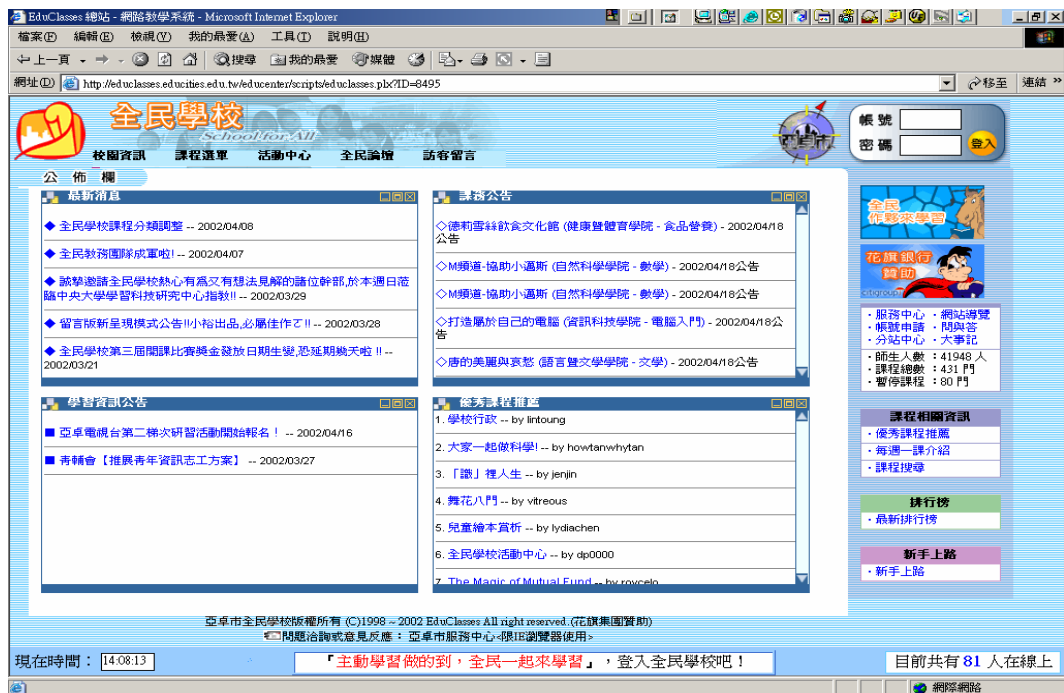 EduClasses 總站 - 網路教學系統 - Microsoft Internet Explorer
檔案(F) 編輯(E) 檢視(V) 我的最愛(A) 工具(T) 說明(H)
上一頁 搜尋 我的最愛 媒體
網址(D) http://educlasses.educities.edu.tw/educenter/scripts/educlasses.plx?ID=8495 移至 連結 »
全民學校
School for All
校園資訊 課程選單 活動中心 全民論壇 訪客留言
亞卓市
帳 號
密 碼
登入
公 佈 欄
最新消息
◆ 全民學校課程分類調整 -- 2002/04/08
◆ 全民教務團隊成軍啦! -- 2002/04/07
◆ 誠摯邀請全民學校熱心有為又有想法見解的諸位幹部,於本週日蒞
臨中央大學學習科技研究中心指教!! -- 2002/03/29
◆ 留言版新呈現模式公告!!小裕出品,必屬佳作ㄛ!! -- 2002/03/28
◆ 全民學校第三屆開課比賽獎金發放日期生變,恐延期幾天啦 !! --
2002/03/21
課務公告
◇德莉雪絲飲食文化館 (健康暨體育學院 - 食品營養) - 2002/04/18
公告
◇M頻道-協助小邁斯 (自然科學學院 - 數學) - 2002/04/18公告
◇M頻道-協助小邁斯 (自然科學學院 - 數學) - 2002/04/18公告
◇打造屬於自己的電腦 (資訊科技學院 - 電腦入門) - 2002/04/18公
告
◇唐的美麗與哀愁 (語言暨文學學院 - 文學) - 2002/04/18公告
學習資訊公告
■ 亞卓電視台第二梯次研習活動開始報名! -- 2002/04/16
■ 青輔會【推展青年資訊志工方案】 -- 2002/03/27
優秀課程推薦
1. 學校行政 -- by lintoung
2. 大家一起做科學! -- by howtanwhytan
3. 「識」裡人生 -- by jenjin
4. 舞花八門 -- by vitreous
5. 兒童繪本賞析 -- by lydiachen
6. 全民學校活動中心 -- by dp0000
7. The Magic of Mutual Fund -- by roycelo
全民
作夥來學習
花旗銀行
贊助
citigroup
‧服務中心 ‧網站導覽
‧帳號申請 ‧問與答
‧分站中心 ‧大事記
‧師生人數 :41948 人
‧課程總數 :431 門
‧暫停課程 :80 門
課程相關資訊
‧優秀課程推薦
‧每週一課介紹
‧課程搜尋
排行榜
‧最新排行榜
新手上路
‧新手上路
亞卓市全民學校版權所有 (C)1998 ~ 2002 EduClasses All right reserved.(花旗集團贊助)
問題洽詢或意見反應: 亞卓市服務中心<限IE瀏覽器使用>
現在時間: 14:08:13 『主動學習做的到,全民一起來學習』,登入全民學校吧! 目前共有 81 人在線上
網際網路